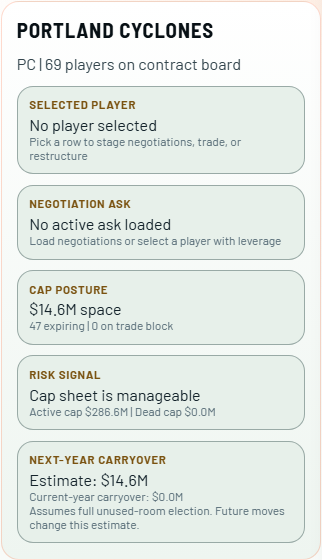 PORTLAND CYCLONES
PC | 69 players on contract board
SELECTED PLAYER
No player selected
Pick a row to stage negotiations, trade, or
restructure
NEGOTIATION ASK
No active ask loaded
Load negotiations or select a player with leverage
CAP POSTURE
$14.6M space
47 expiring | 0 on trade block
RISK SIGNAL
Cap sheet is manageable
Active cap $286.6M | Dead cap $0.0M
NEXT-YEAR CARRYOVER
Estimate: $14.6M
Current-year carryover: $0.0M
Assumes full unused-room election. Future moves
change this estimate.